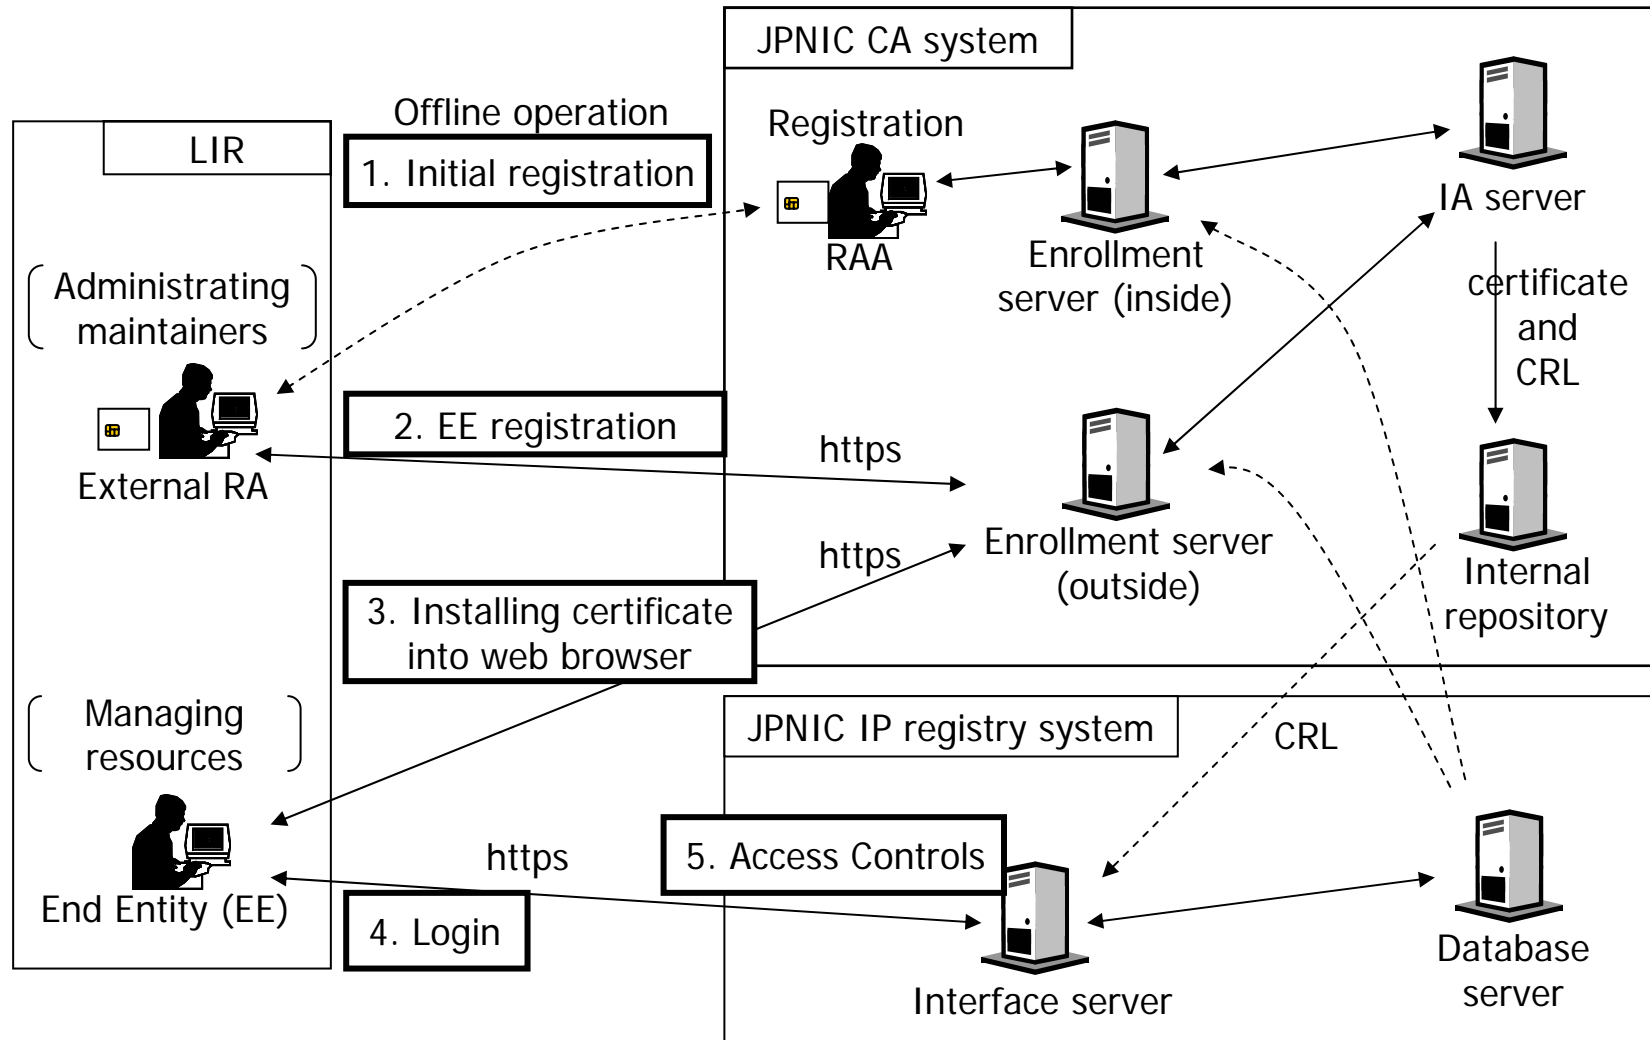 JPNIC CA system
Offline operation
LIR
1. Initial registration
Registration
RAA
Enrollment
server (inside)
IA server
certificate
and
CRL
Administrating
maintainers
External RA
2. EE registration
https
https
Enrollment server
(outside)
Internal
repository
3. Installing certificate
into web browser
Managing
resources
End Entity (EE)
JPNIC IP registry system
CRL
https
5. Access Controls
4. Login
Interface server
Database
server